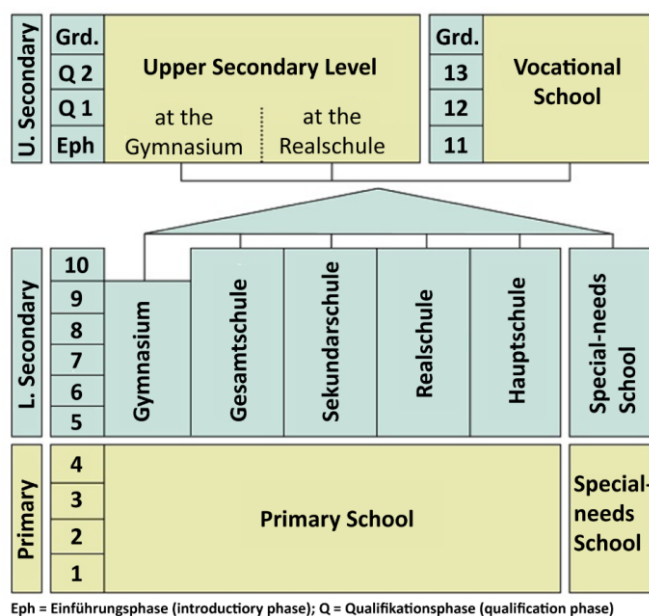 U. Secondary
Grd.
Q 2
Q 1
Eph
Upper Secondary Level
at the
Gymnasium
at the
Realschule
Grd.
13
12
11
Vocational
School
L. Secondary
10
9
8
7
6
5
Gymnasium
Gesamtschule
Sekundarschule
Realschule
Hauptschule
Special-needs
School
Primary
4
3
2
1
Primary School
Special-
needs
School
Eph = Einführungsphase (introductiory phase); Q = Qualifikationsphase (qualification phase)